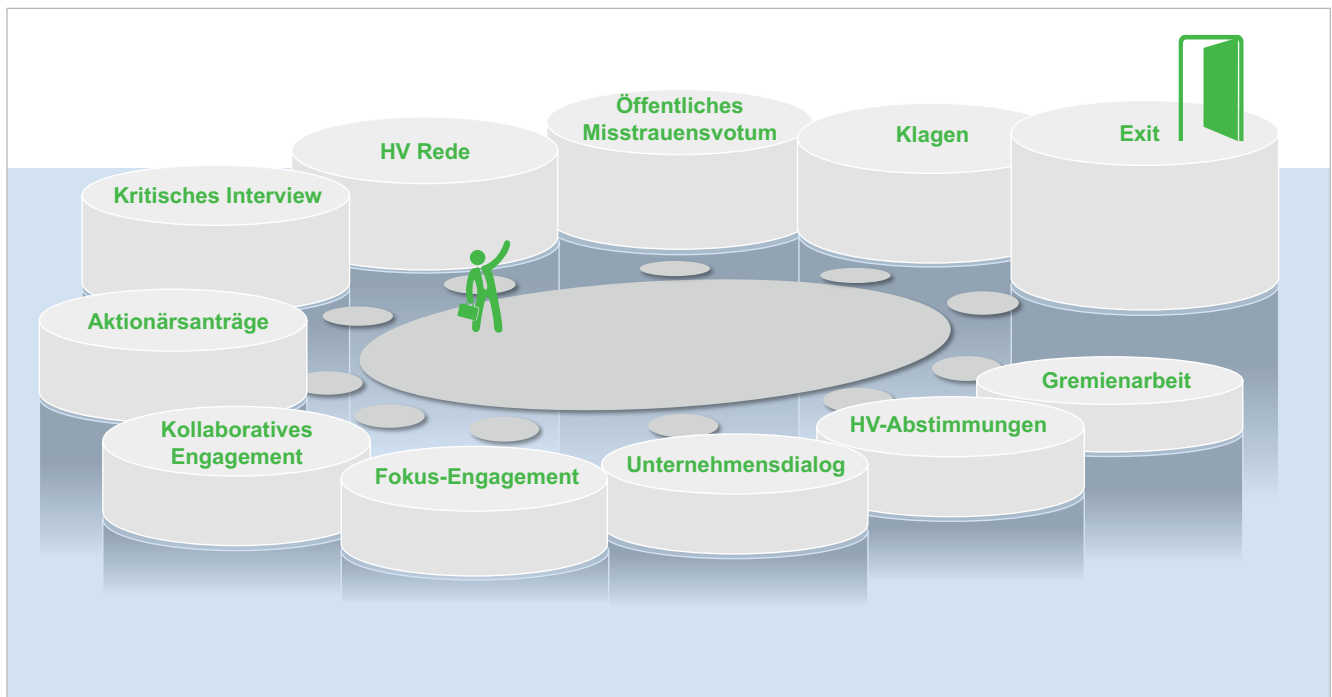 Öffentliches
Misstrauensvotum
Klagen
Exit
HV Rede
Kritisches Interview
Aktionärsanträge
Gremienarbeit
Kollaboratives
Engagement
HV-Abstimmungen
Fokus-Engagement
Unternehmensdialog